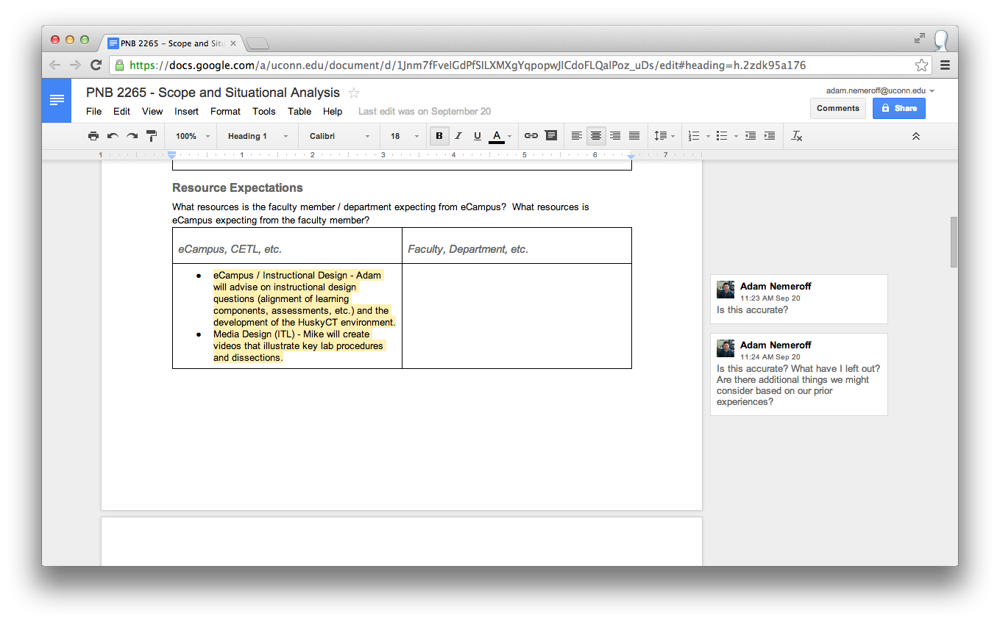 PNB 2265 – Scope and Situ
https://docs.google.com/a/uconn.edu/document/d/1Jnm7fFvelGdPfSILXMXgYqpopwJlCdoFLQalPoz_uDs/edit#heading=h.2zdk95a176
PNB 2265 - Scope and Situational Analysis
adam.nemeroff@uconn.edu
File Edit View Insert Format Tools Table Help Last edit was on September 20
Comments Share
100% Heading 1 Calibri 18 B I U A
1 1 2 3 4 5 6 7
Resource Expectations
What resources is the faculty member / department expecting from eCampus? What resources is
eCampus expecting from the faculty member?
eCampus, CETL, etc. Faculty, Department, etc.
● eCampus / Instructional Design - Adam
will advise on instructional design
questions (alignment of learning
components, assessments, etc.) and the
development of the HuskyCT environment.
● Media Design (ITL) - Mike will create
videos that illustrate key lab procedures
and dissections.
Adam Nemeroff
11:23 AM Sep 20
Is this accurate?
Adam Nemeroff
11:24 AM Sep 20
Is this accurate? What have I left out?
Are there additional things we might
consider based on our prior
experiences?